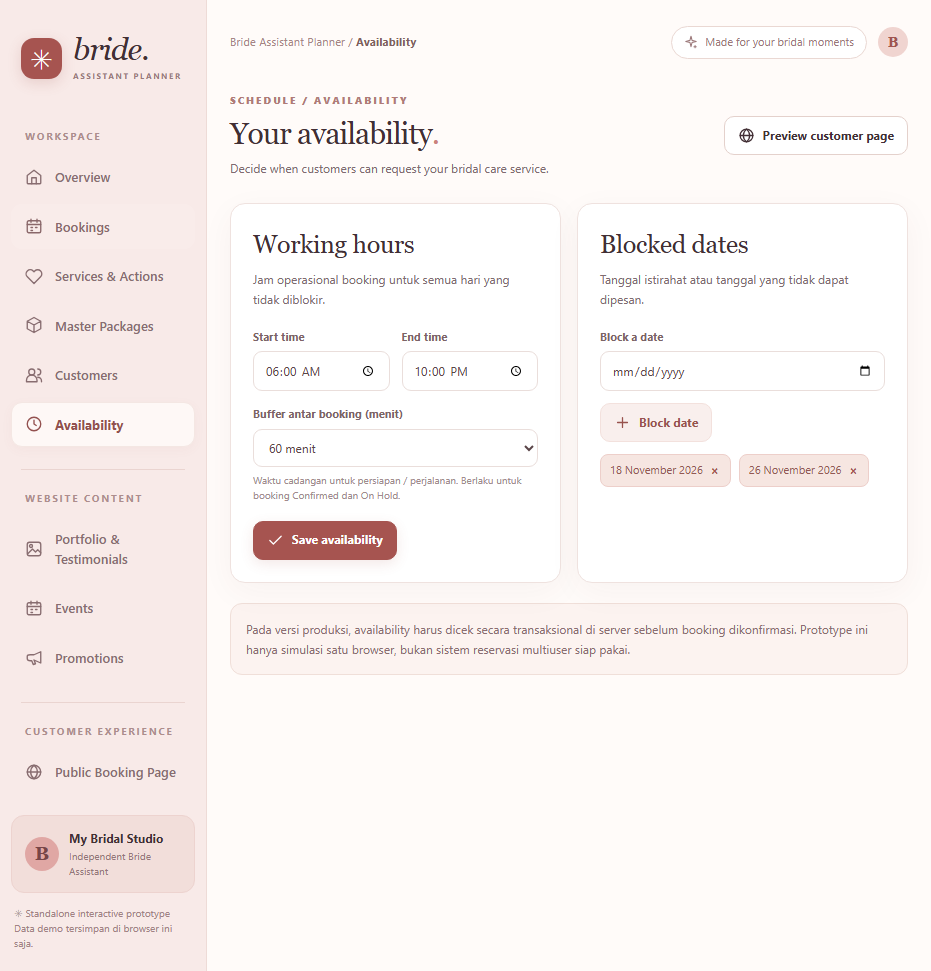 bride.
ASSISTANT PLANNER
WORKSPACE
Overview
Bookings
Services & Actions
Master Packages
Customers
Availability
WEBSITE CONTENT
Portfolio &
Testimonials
Events
Promotions
CUSTOMER EXPERIENCE
Public Booking Page
B
My Bridal Studio
Independent Bride
Assistant
✳ Standalone interactive prototype
Data demo tersimpan di browser ini
saja.
Bride Assistant Planner / Availability
Made for your bridal moments
B
SCHEDULE / AVAILABILITY
Your availability.
Decide when customers can request your bridal care service.
Preview customer page
Working hours
Jam operasional booking untuk semua hari yang
tidak diblokir.
Start time
End time
06:00 AM
10:00 PM
Buffer antar booking (menit)
60 menit
Waktu cadangan untuk persiapan / perjalanan. Berlaku untuk
booking Confirmed dan On Hold.
Save availability
Blocked dates
Tanggal istirahat atau tanggal yang tidak dapat
dipesan.
Block a date
mm/dd/yyyy
Block date
18 November 2026 ×
26 November 2026 ×
Pada versi produksi, availability harus dicek secara transaksional di server sebelum booking dikonfirmasi. Prototype ini
hanya simulasi satu browser, bukan sistem reservasi multiuser siap pakai.